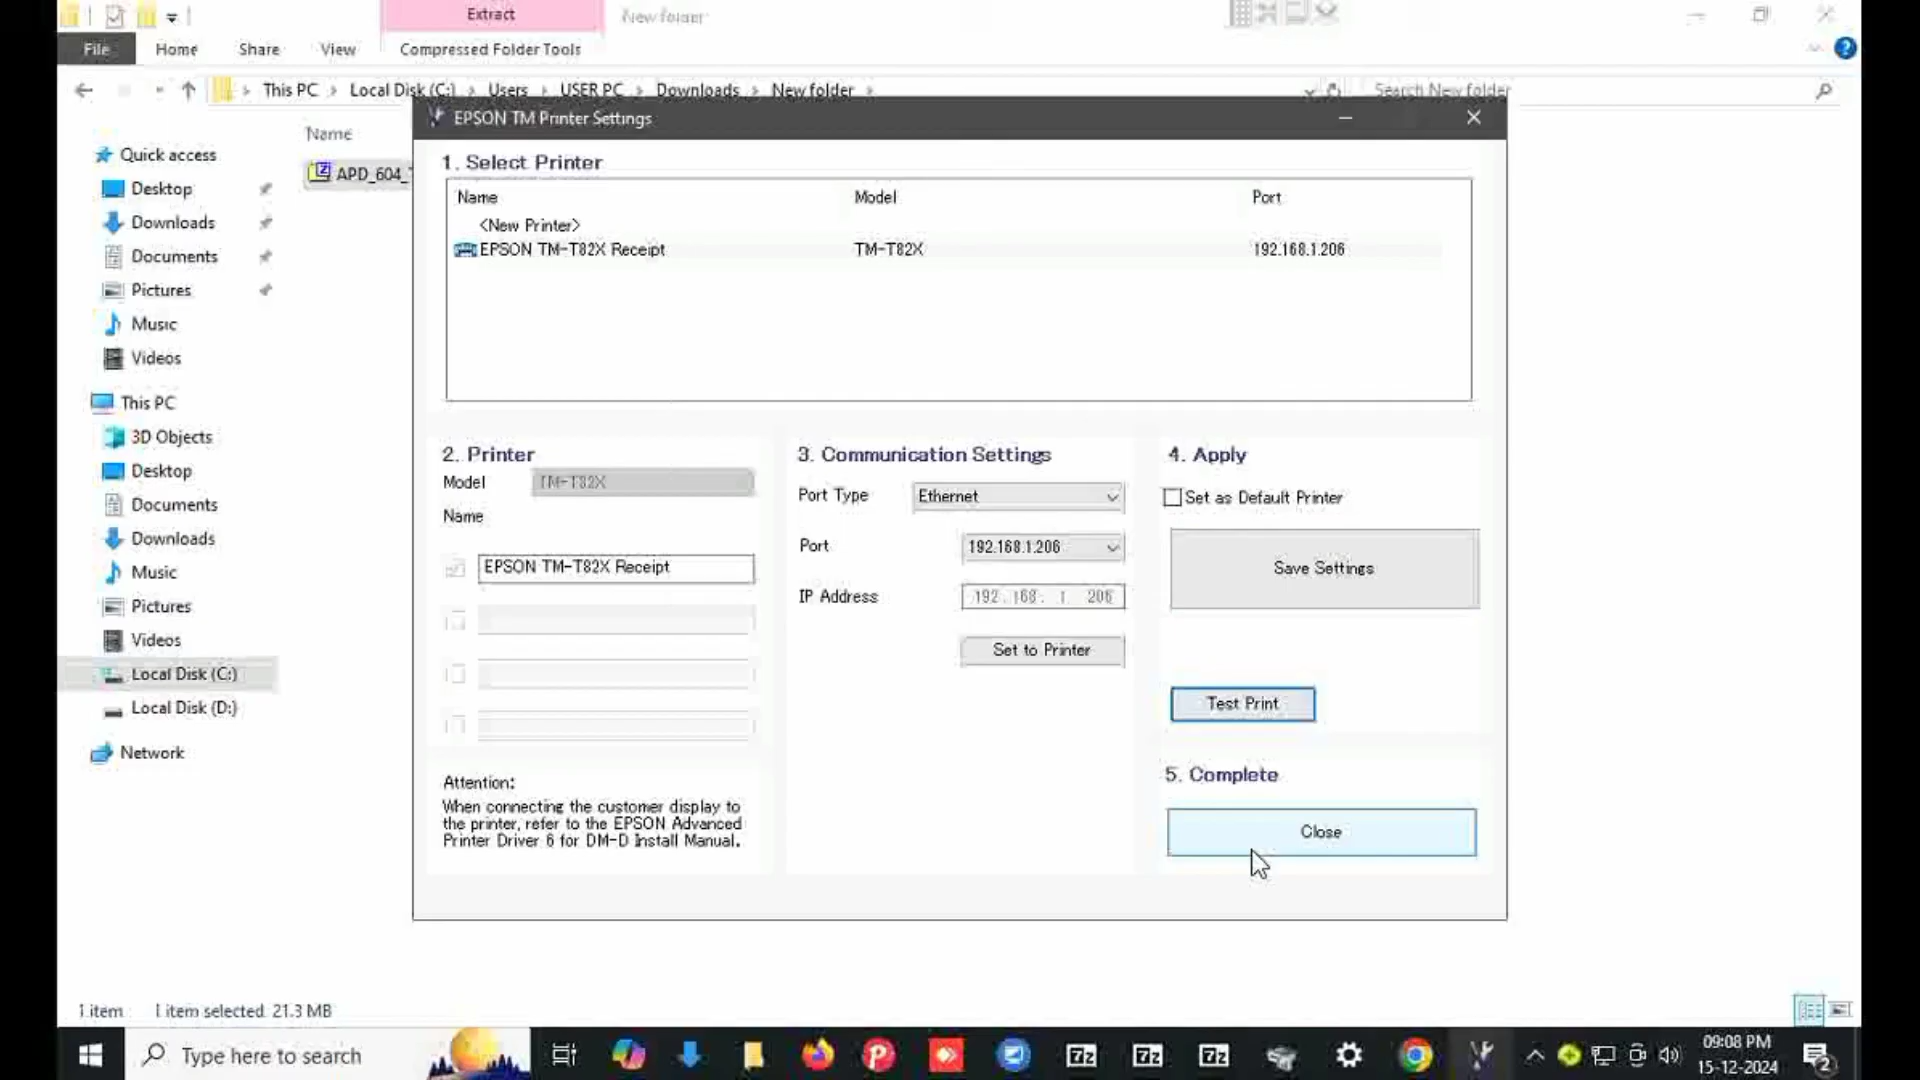 Extract
New folder
File
Home
Share
View
Compressed Folder Tools
This PC
Local Disk (C:)
Users
USER PC
Downloads
New folder
Search New folder
Name
Quick access
Desktop
Downloads
Documents
Pictures
Music
Videos
This PC
3D Objects
Desktop
Documents
Downloads
Music
Pictures
Videos
Local Disk (C:)
Local Disk (D:)
Network
APD_604_
EPSON TM Printer Settings
1. Select Printer
Name Model Port
<New Printer>
EPSON TM-T82X Receipt TM-T82X 192.168.1.206
2. Printer
Model TM-T82X
Name
EPSON TM-T82X Receipt
Attention:
When connecting the customer display to
the printer, refer to the EPSON Advanced
Printer Driver 6 for DM-D Install Manual.
3. Communication Settings
Port Type Ethernet
Port 192.168.1.206
IP Address 192 . 168 . 1 206
Set to Printer
4. Apply
Set as Default Printer
Save Settings
Test Print
5. Complete
Close
1 item 1 item selected 21.3 MB
Type here to search
7z
7z
7z
09:08 PM
15-12-2024
2